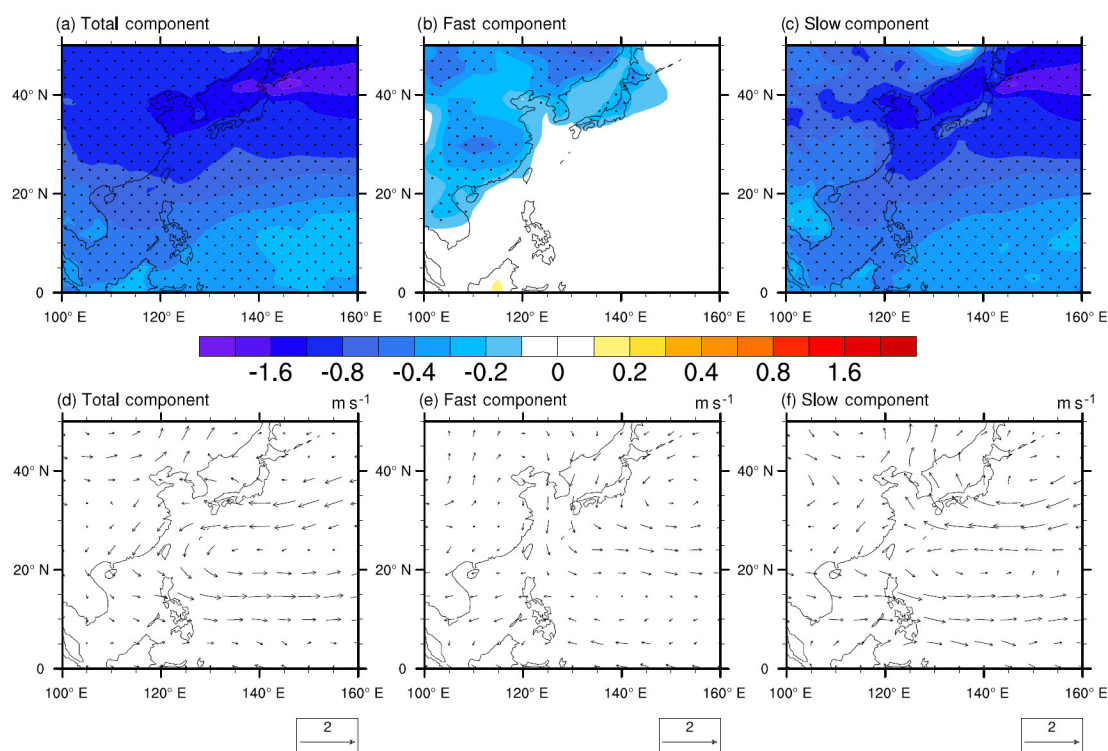 (a) Total component (b) Fast component (c) Slow component
40° N 40° N 40° N
20° N 20° N 20° N
0 0 0
100° E 120° E 140° E 160° E 100° E 120° E 140° E 160° E 100° E 120° E 140° E 160° E
-1.6 -0.8 -0.4 -0.2 0 0.2 0.4 0.8 1.6
(d) Total component m s⁻¹ (e) Fast component m s⁻¹ (f) Slow component m s⁻¹
40° N 40° N 40° N
20° N 20° N 20° N
0 0 0
100° E 120° E 140° E 160° E 100° E 120° E 140° E 160° E 100° E 120° E 140° E 160° E
2 2 2